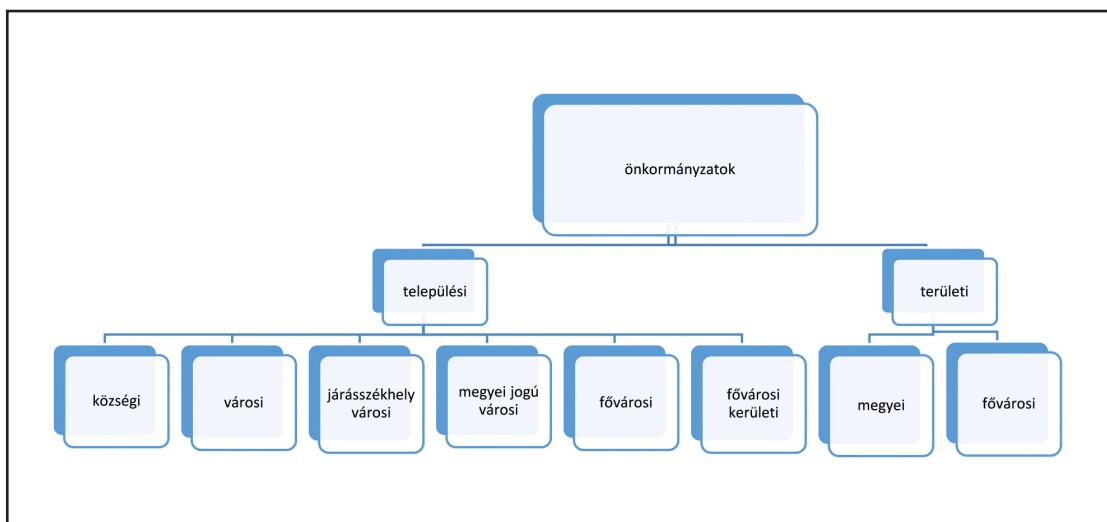 önkormányzatok
települési
területi
községi
városi
járásszékhely
városi
megyei jogú
városi
fővárosi
fővárosi
kerületi
megyei
fővárosi